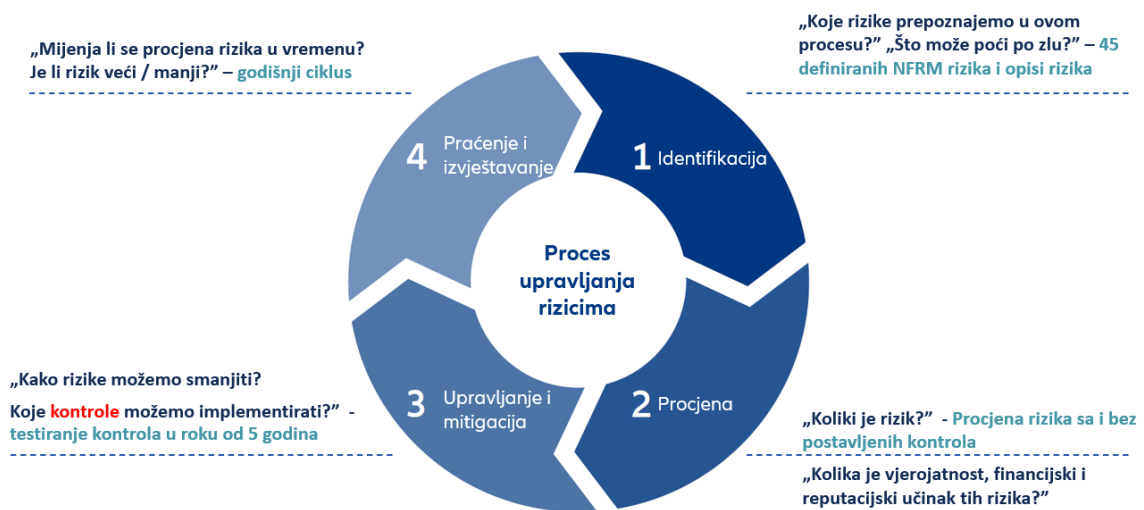 „Mijenja li se procjena rizika u vremenu?
Je li rizik veći / manji?” – godišnji ciklus
„Koje rizike prepoznajemo u ovom
procesu?” „Što može poći po zlu?” – 45
definiranih NFRM rizika i opisi rizika
4 Praćenje i
izvještavanje
1 Identifikacija
Proces
upravljanja
rizicima
„Kako rizike možemo smanjiti?
Koje kontrole možemo implementirati?” -
testiranje kontrola u roku od 5 godina
3 Upravljanje i
mitigacija
2 Procjena
„Koliki je rizik?” - Procjena rizika sa i bez
postavljenih kontrola
„Kolika je vjerojatnost, financijski i
reputacijski učinak tih rizika?”